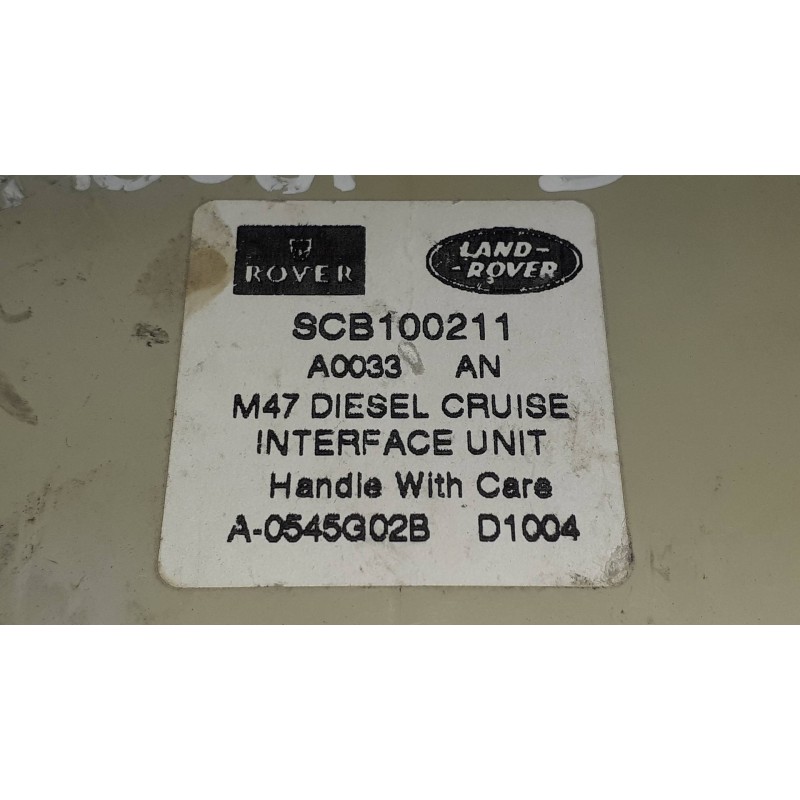 ROVER
LAND-
-ROVER
SCB100211
A0033 AN
M47 DIESEL CRUISE
INTERFACE UNIT
Handle With Care
A-0545G02B D1004